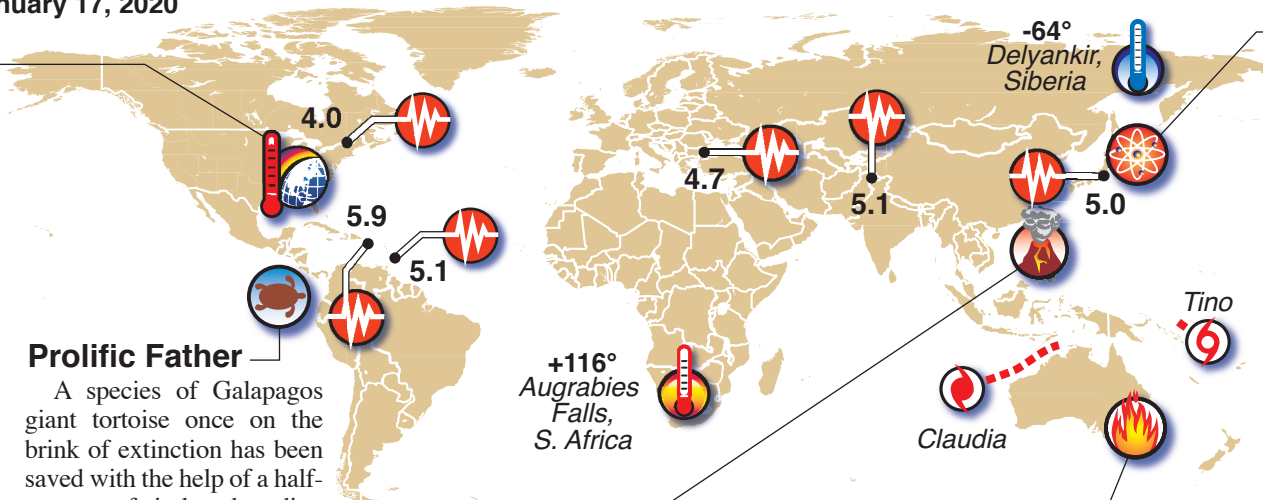 nuary 17, 2020
-64°
Delyankir,
Siberia
4.0
4.7
5.1
5.0
5.9
5.1
Tino
Prolific Father
A species of Galapagos
giant tortoise once on the
brink of extinction has been
saved with the help of a half-
+116°
Augrabies
Falls,
S. Africa
Claudia